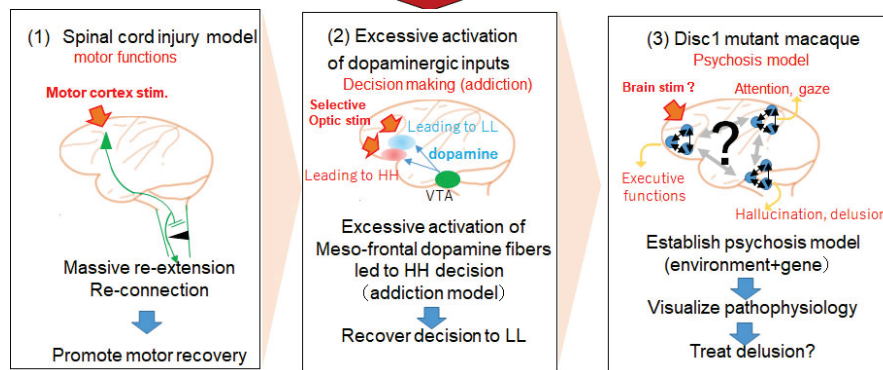 (1) Spinal cord injury model
motor functions
Motor cortex stim.
Massive re-extension
Re-connection
Promote motor recovery
(2) Excessive activation
of dopaminergic inputs
Decision making (addiction)
Selective
Optic stim
Leading to LL
dopamine
Leading to HH
VTA
Excessive activation of
Meso-frontal dopamine fibers
led to HH decision
(addiction model)
Recover decision to LL
(3) Disc1 mutant macaque
Psychosis model
Brain stim ?
Attention, gaze
?
Executive
functions
Hallucination, delusion
Establish psychosis model
(environment+gene)
Visualize pathophysiology
Treat delusion?